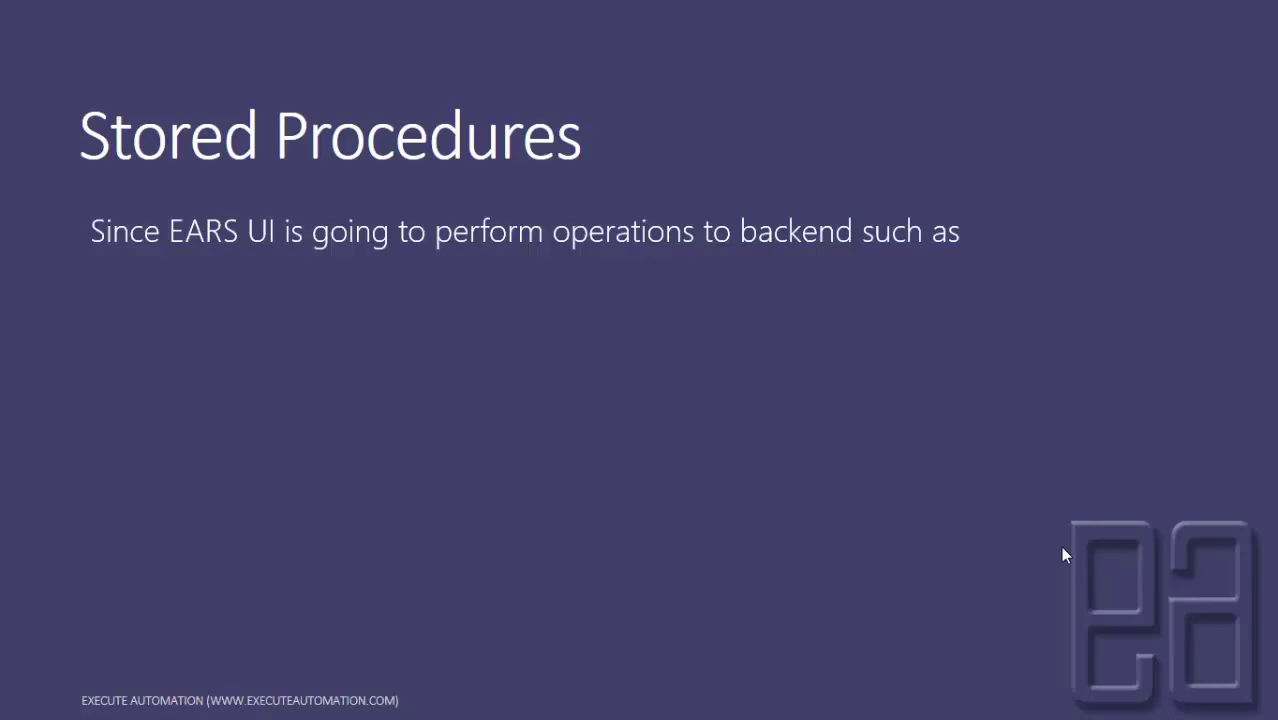 Stored Procedures
Since EARS UI is going to perform operations to backend such as
ea
EXECUTE AUTOMATION (WWW.EXECUTEAUTOMATION.COM)